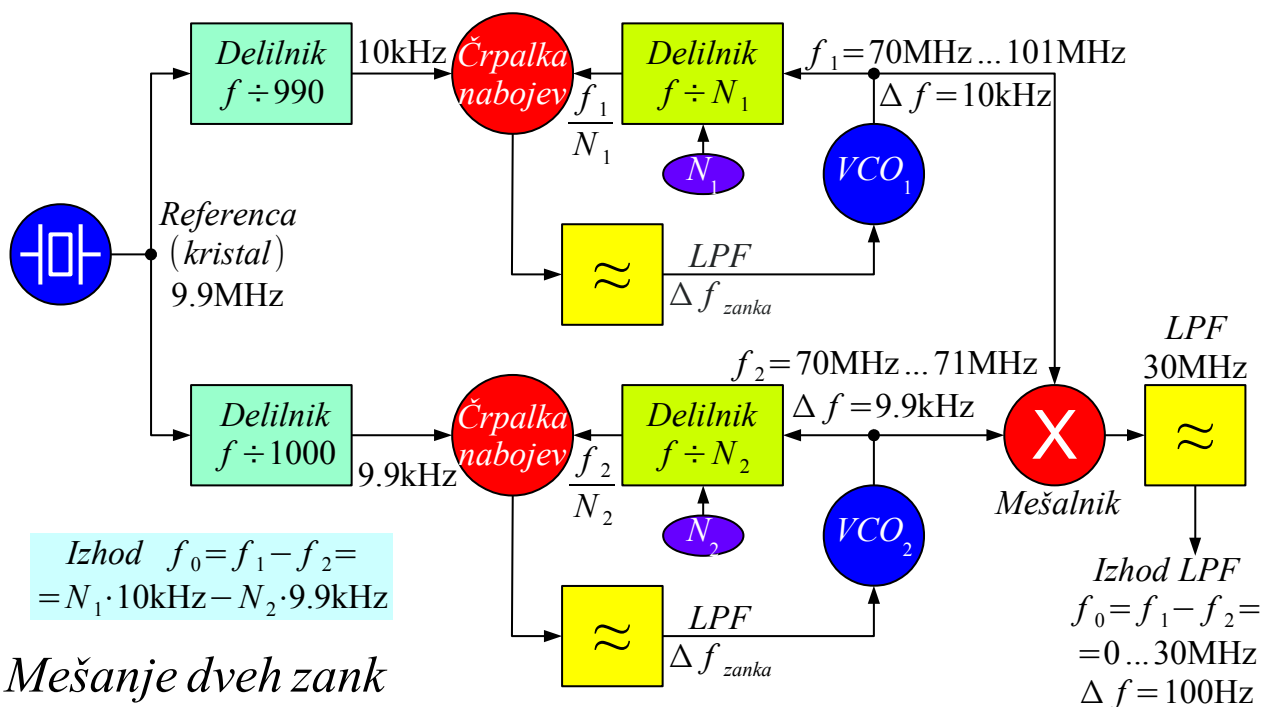 Delilnik
f ÷ 990
10kHz
Črpalka
nabojev
f₁
N₁
Delilnik
f ÷ N₁
N₁
f₁ = 70MHz ... 101MHz
Δ f = 10kHz
VCO₁
LPF
Δ f zanka
Referenca
(kristal)
9.9MHz
Delilnik
f ÷ 1000
9.9kHz
Črpalka
nabojev
f₂
N₂
Delilnik
f ÷ N₂
N₂
f₂ = 70MHz ... 71MHz
Δ f = 9.9kHz
VCO₂
LPF
Δ f zanka
X
Mešalnik
LPF
30MHz
Izhod LPF
f₀ = f₁ − f₂ =
= 0 ... 30MHz
Δ f = 100Hz
Izhod f₀ = f₁ − f₂ =
= N₁·10kHz − N₂·9.9kHz
Mešanje dveh zank